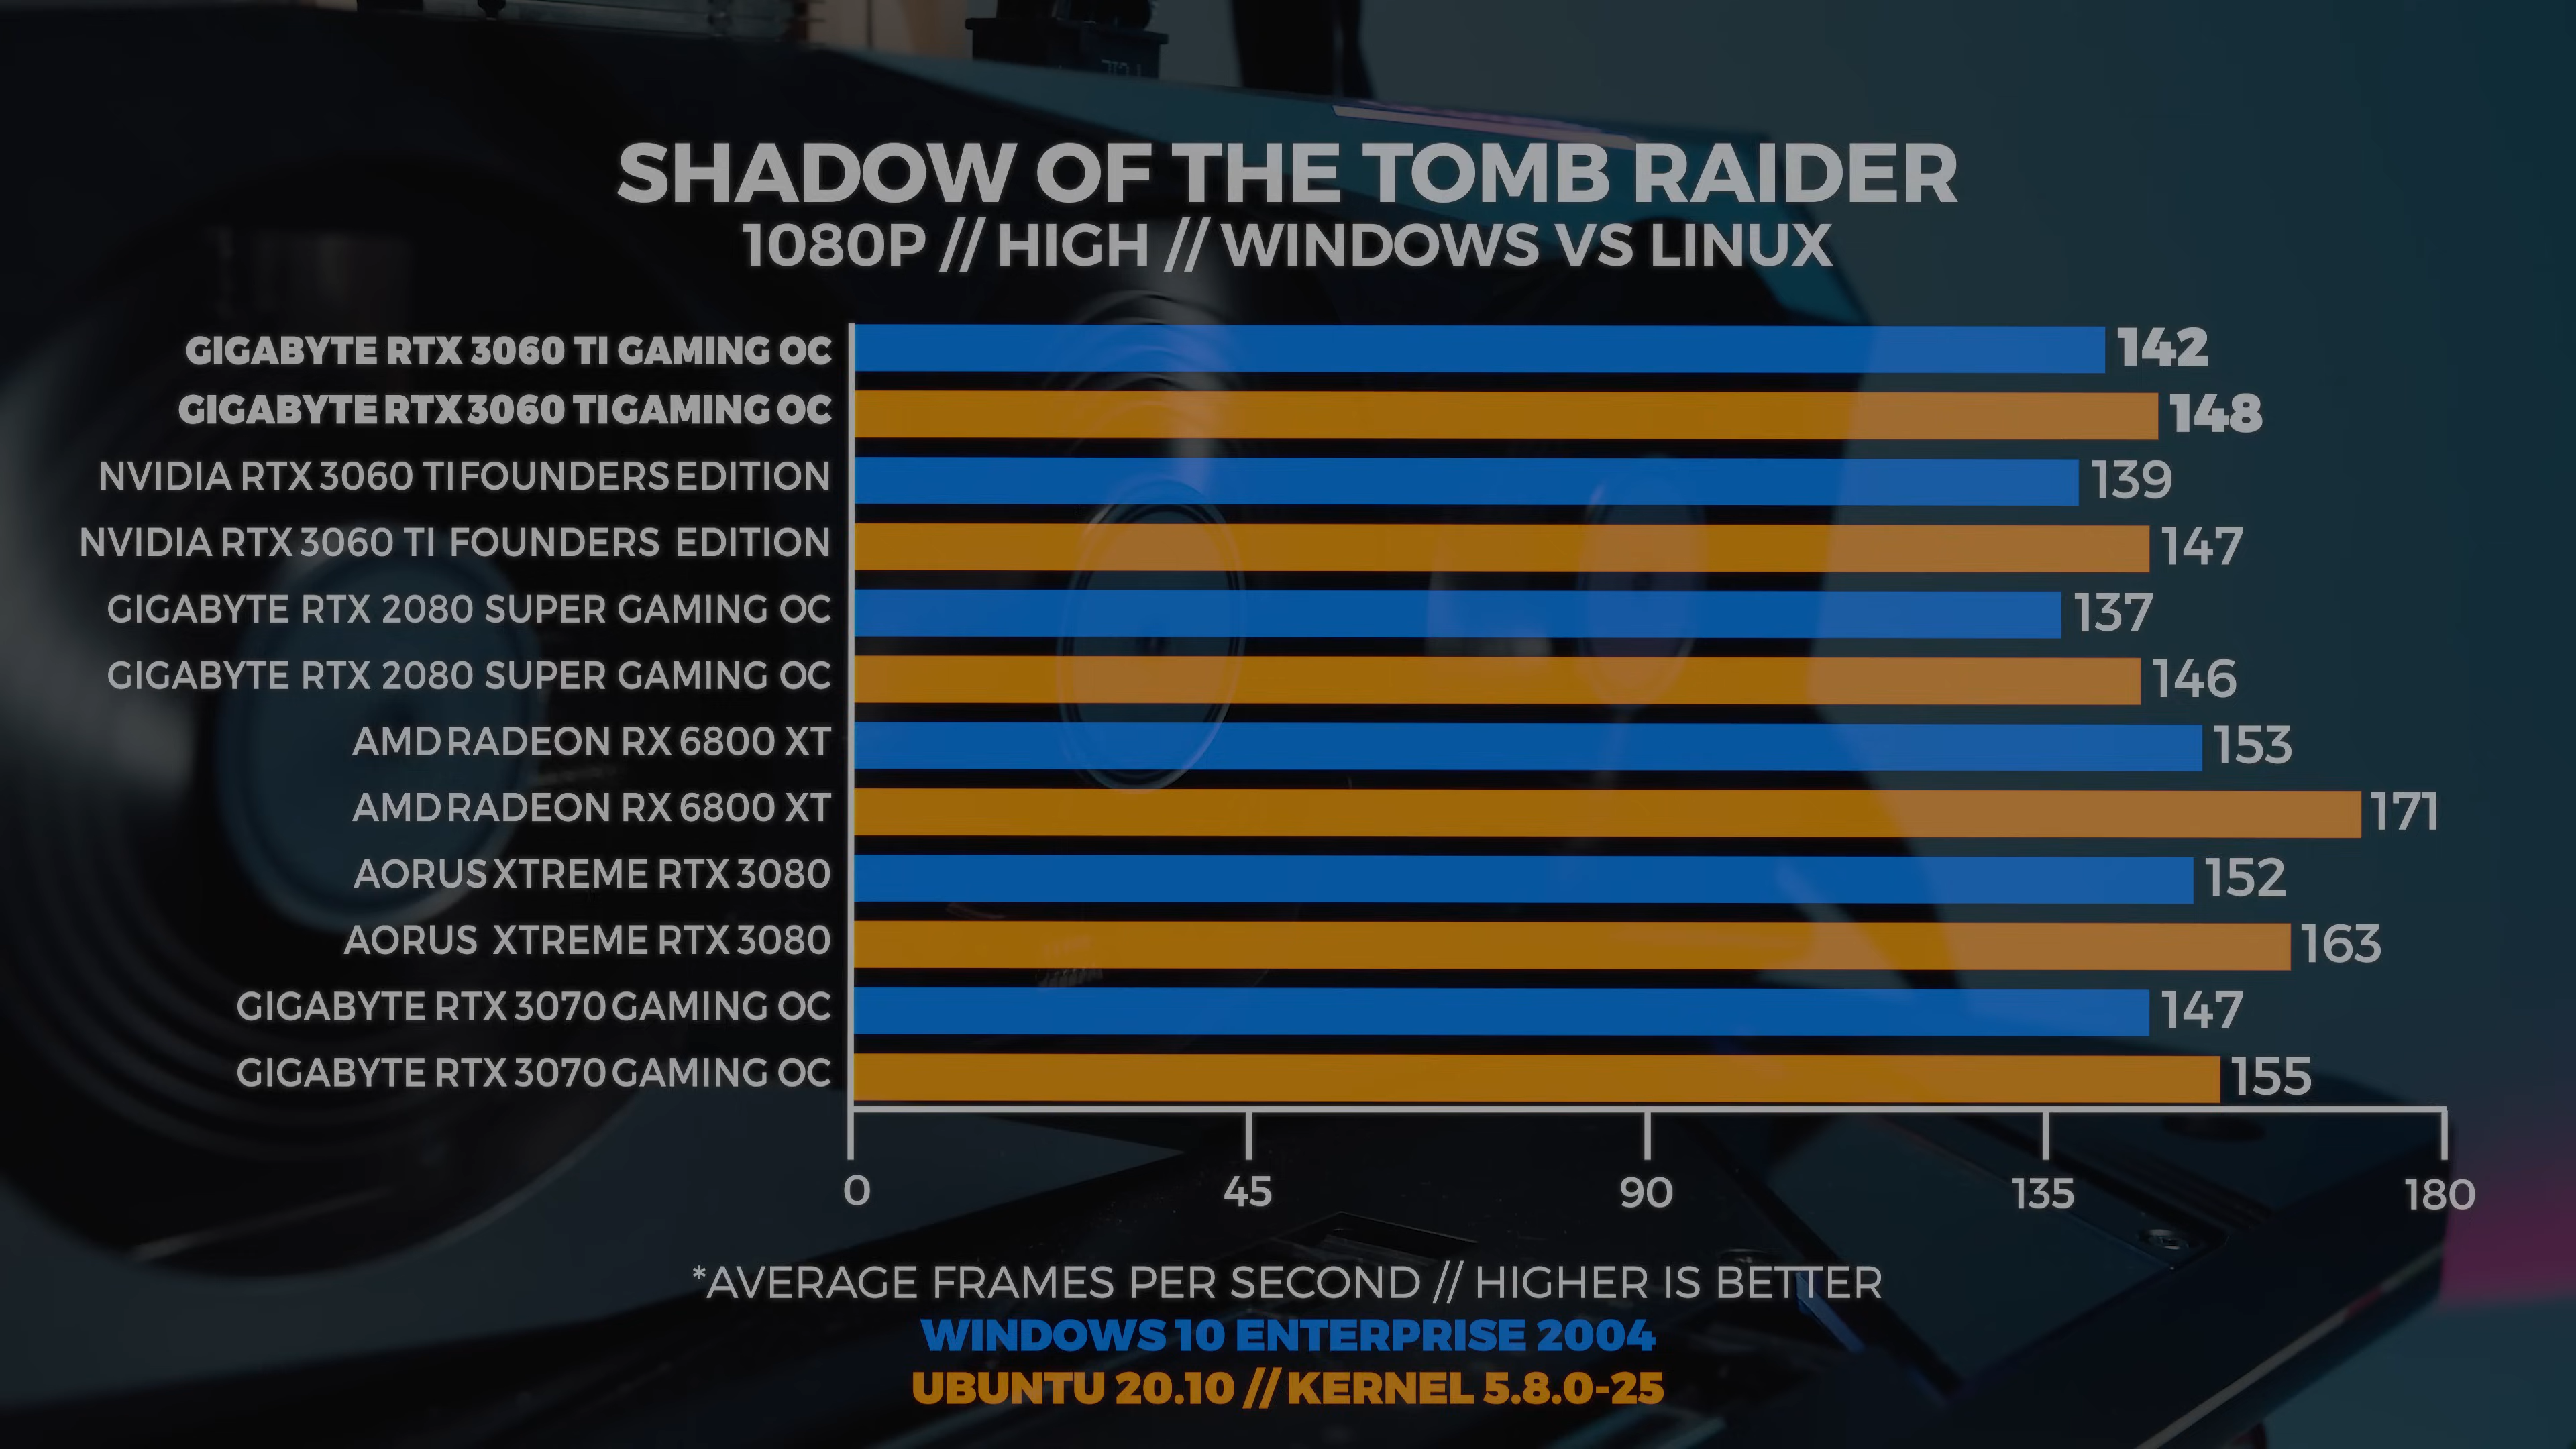 SHADOW OF THE TOMB RAIDER
1080P // HIGH // WINDOWS VS LINUX
GIGABYTE RTX 3060 TI GAMING OC 142
GIGABYTE RTX 3060 TI GAMING OC 148
NVIDIA RTX 3060 TI FOUNDERS EDITION 139
NVIDIA RTX 3060 TI FOUNDERS EDITION 147
GIGABYTE RTX 2080 SUPER GAMING OC 137
GIGABYTE RTX 2080 SUPER GAMING OC 146
AMD RADEON RX 6800 XT 153
AMD RADEON RX 6800 XT 171
AORUS XTREME RTX 3080 152
AORUS XTREME RTX 3080 163
GIGABYTE RTX 3070 GAMING OC 147
GIGABYTE RTX 3070 GAMING OC 155
0 45 90 135 180
*AVERAGE FRAMES PER SECOND // HIGHER IS BETTER
WINDOWS 10 ENTERPRISE 2004
UBUNTU 20.10 // KERNEL 5.8.0-25